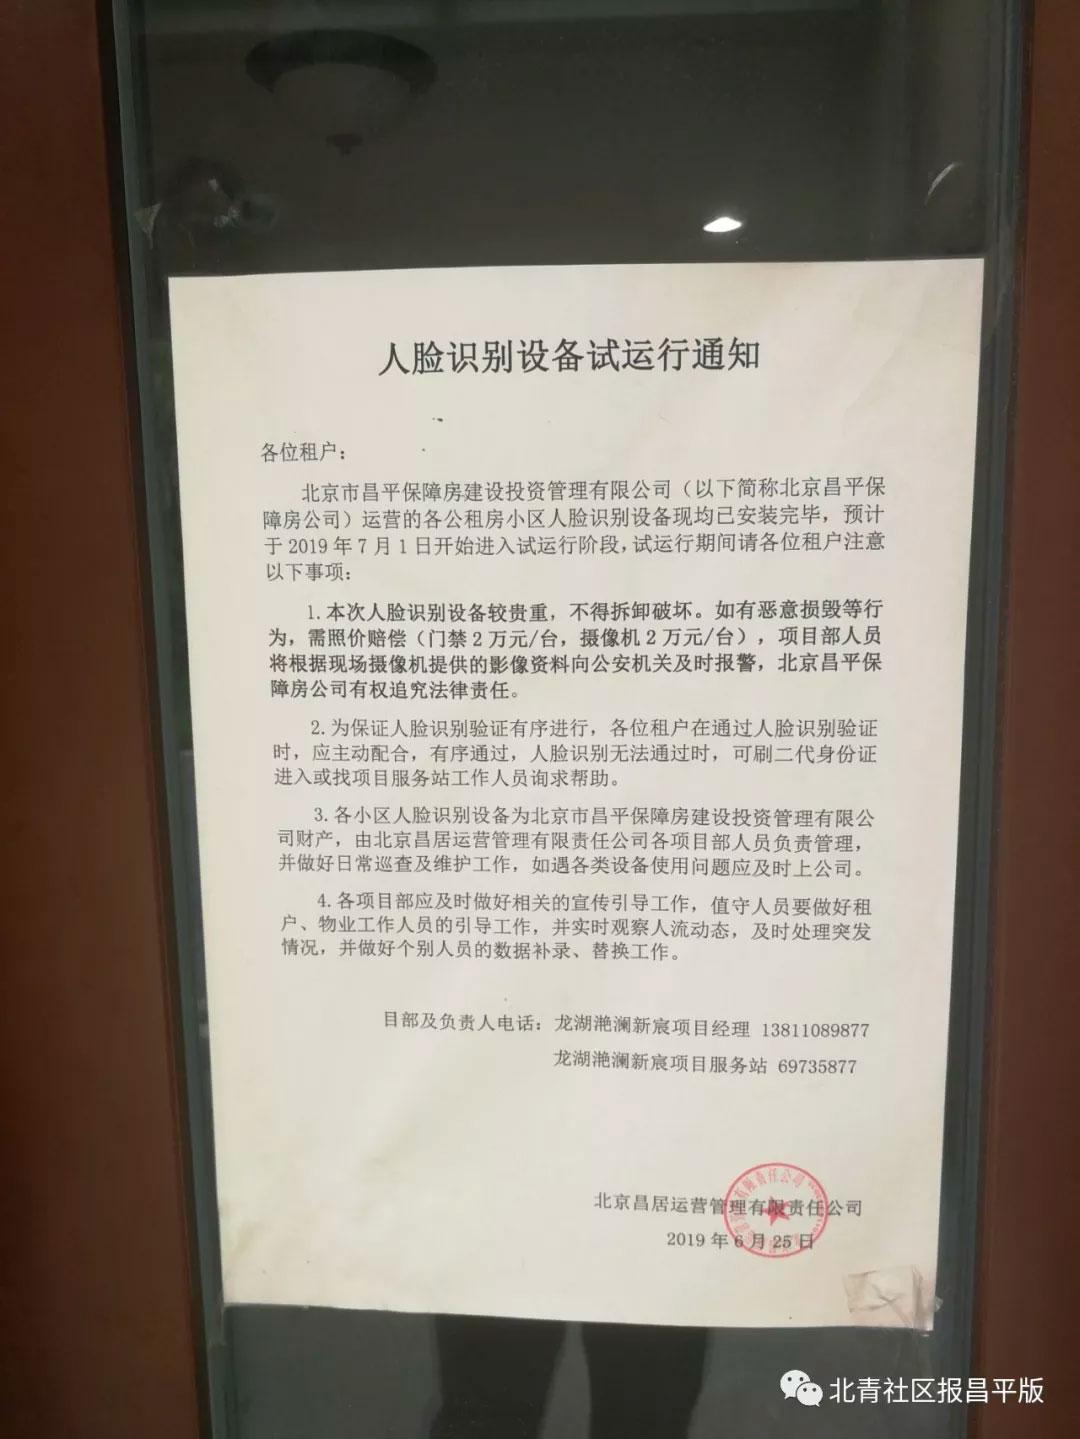 人脸识别设备试运行通知
各位租户：
北京市昌平保障房建设投资管理有限公司（以下简称北京昌平保
障房公司）运营的各公租房小区人脸识别设备现均已安装完毕，预计
于 2019 年 7 月 1 日开始进入试运行阶段，试运行期间请各位租户注意
以下事项：
1. 本次人脸识别设备较贵重，不得拆卸破坏。如有恶意损毁等行
为，需照价赔偿（门禁 2 万元/台，摄像机 2 万元/台），项目部人员
将根据现场摄像机提供的影像资料向公安机关及时报警，北京昌平保
障房公司有权追究法律责任。
2. 为保证人脸识别验证有序进行，各位租户在通过人脸识别验证
时，应主动配合，有序通过，人脸识别无法通过时，可刷二代身份证
进入或找项目服务站工作人员询求帮助。
3. 各小区人脸识别设备为北京市昌平保障房建设投资管理有限公
司财产，由北京昌居运营管理有限责任公司各项目部人员负责管理，
并做好日常巡查及维护工作，如遇各类设备使用问题应及时上公司。
4. 各项目部应及时做好相关的宣传引导工作，值守人员要做好租
户、物业工作人员的引导工作，并实时观察人流动态，及时处理突发
情况，并做好个别人员的数据补录、替换工作。
目部及负责人电话：龙湖滟澜新宸项目经理 13811089877
龙湖滟澜新宸项目服务站 69735877
北京昌居运营管理有限责任公司
2019 年 6 月 25 日
北青社区报昌平版